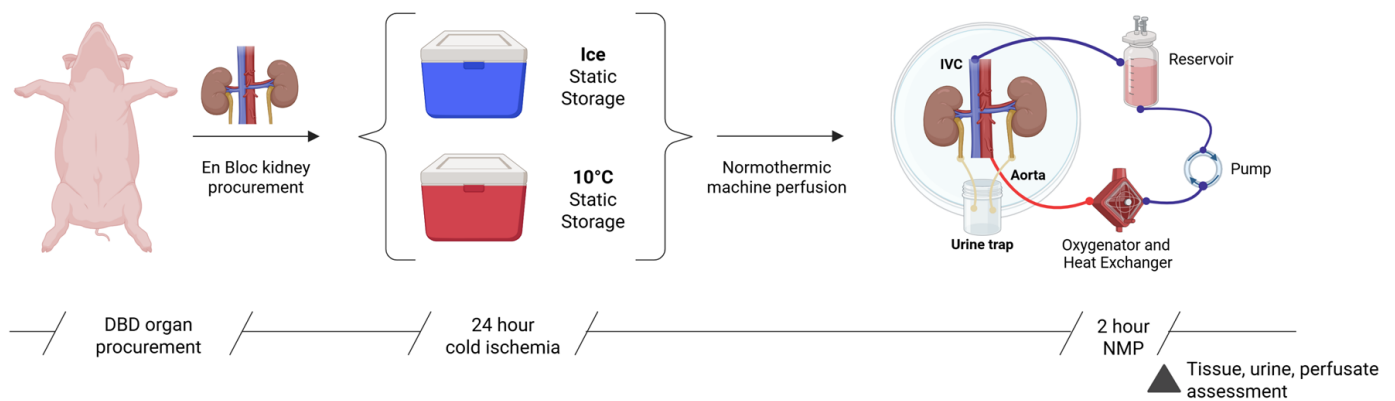 En Bloc kidney
procurement
Ice
Static
Storage
10°C
Static
Storage
Normothermic
machine perfusion
IVC
Reservoir
Aorta
Pump
Urine trap
Oxygenator and
Heat Exchanger
DBD organ
procurement
24 hour
cold ischemia
2 hour
NMP
Tissue, urine, perfusate
assessment